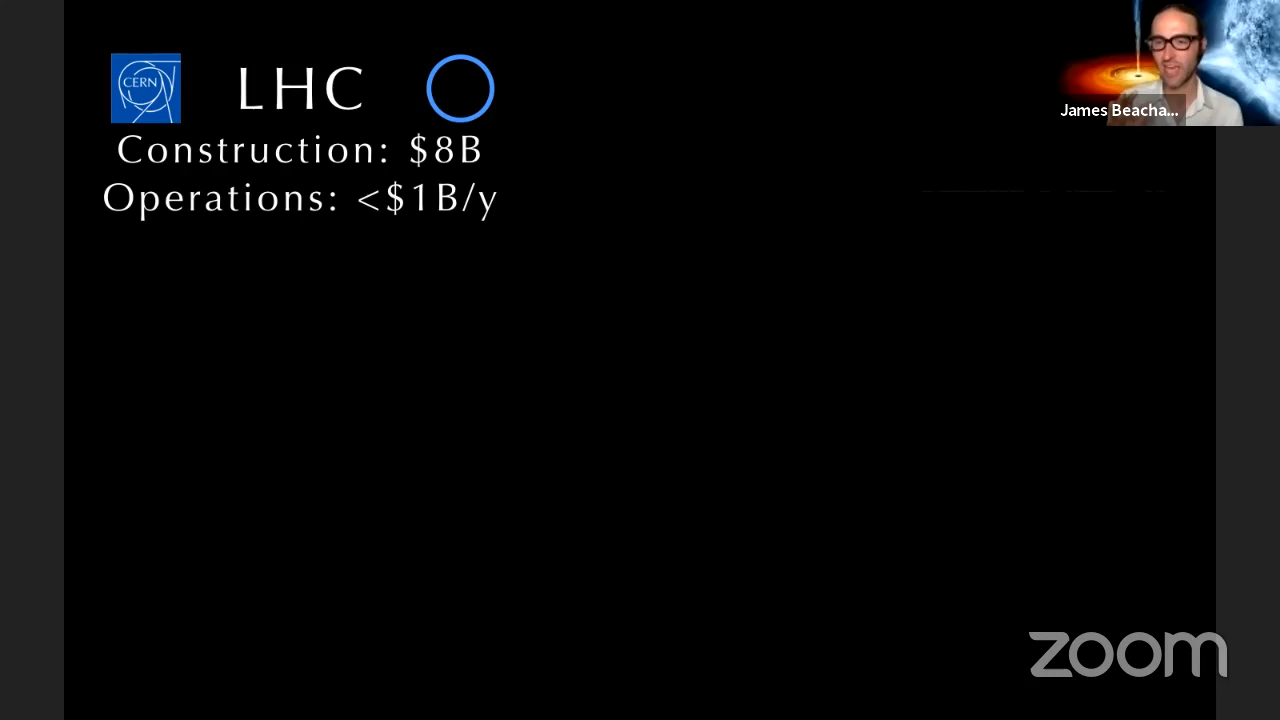 CERN
LHC
Construction: $8B
Operations: <$1B/y
James Beacha...
zoom